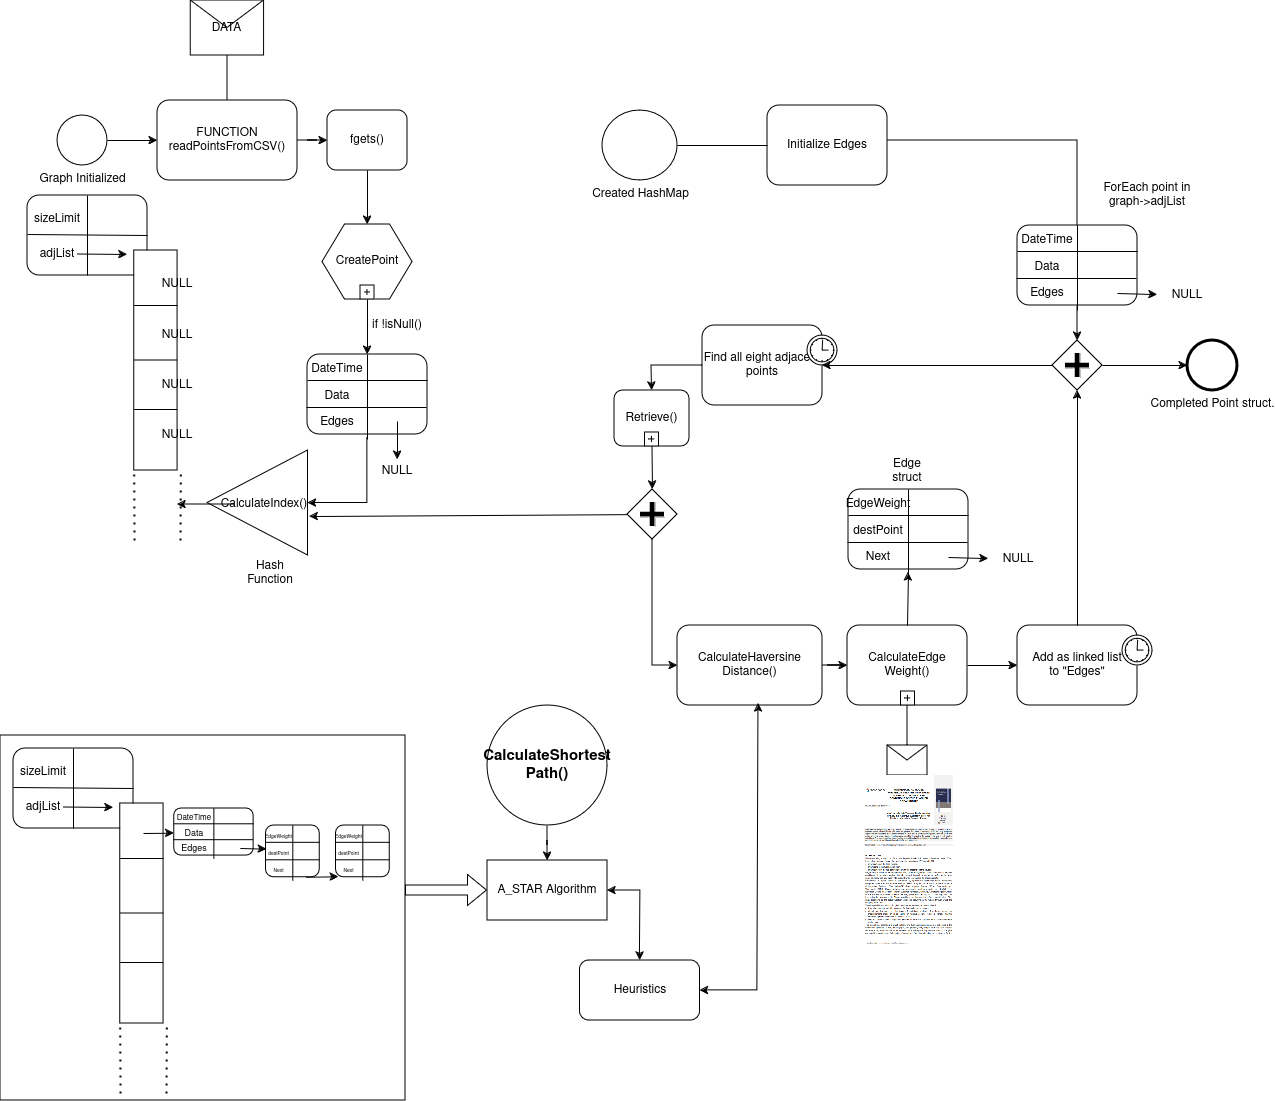 DATA
FUNCTION
readPointsFromCSV()
fgets()
Graph Initialized
sizeLimit
adjList
NULL
NULL
NULL
NULL
CreatePoint
if !isNull()
DateTime
Data
Edges
NULL
CalculateIndex()
Hash
Function
Created HashMap
Initialize Edges
ForEach point in
graph->adjList
DateTime
Data
Edges
NULL
Completed Point struct.
Find all eight adjace
points
Retrieve()
Edge
struct
EdgeWeight
destPoint
Next
NULL
CalculateHaversine
Distance()
CalculateEdge
Weight()
Add as linked list
to "Edges"
CalculateShortest
Path()
A_STAR Algorithm
Heuristics
sizeLimit
adjList
DateTime
Data
Edges
EdgeWeight
destPoint
Next
EdgeWeight
destPoint
Next